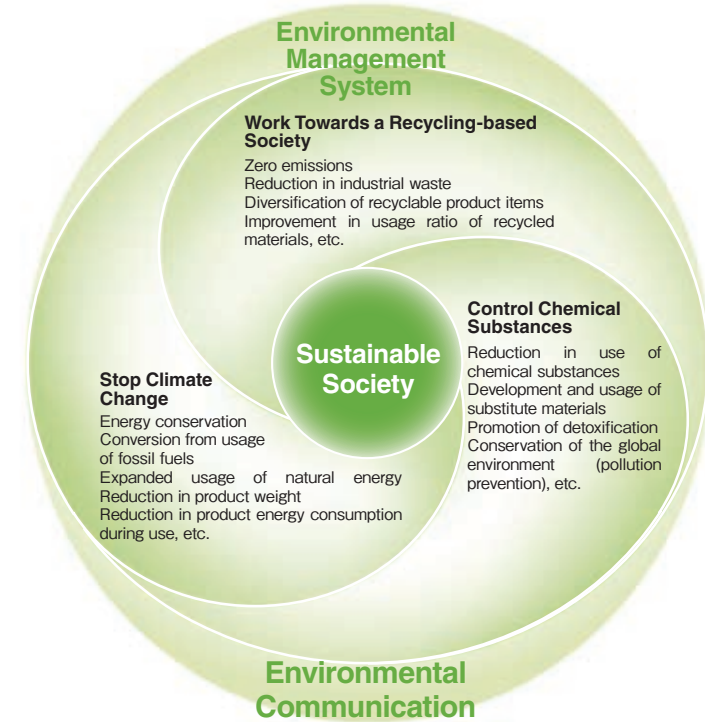 Environmental
Management
System
Work Towards a Recycling-based
Society
Zero emissions
Reduction in industrial waste
Diversification of recyclable product items
Improvement in usage ratio of recycled
materials, etc.
Control Chemical
Substances
Reduction in use of
chemical substances
Development and usage of
substitute materials
Promotion of detoxification
Conservation of the global
environment (pollution
prevention), etc.
Sustainable
Society
Stop Climate
Change
Energy conservation
Conversion from usage
of fossil fuels
Expanded usage of natural energy
Reduction in product weight
Reduction in product energy consumption
during use, etc.
Environmental
Communication